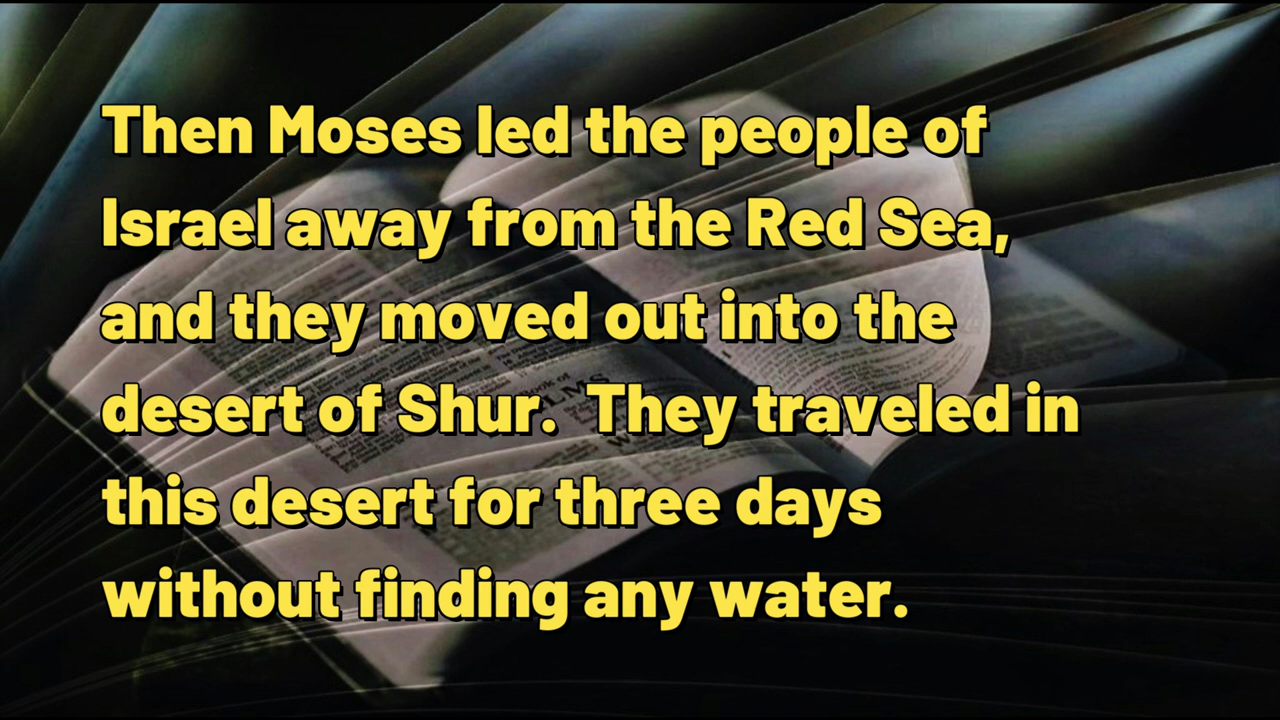 Then Moses led the people of
Israel away from the Red Sea,
and they moved out into the
desert of Shur.  They traveled in
this desert for three days
without finding any water.